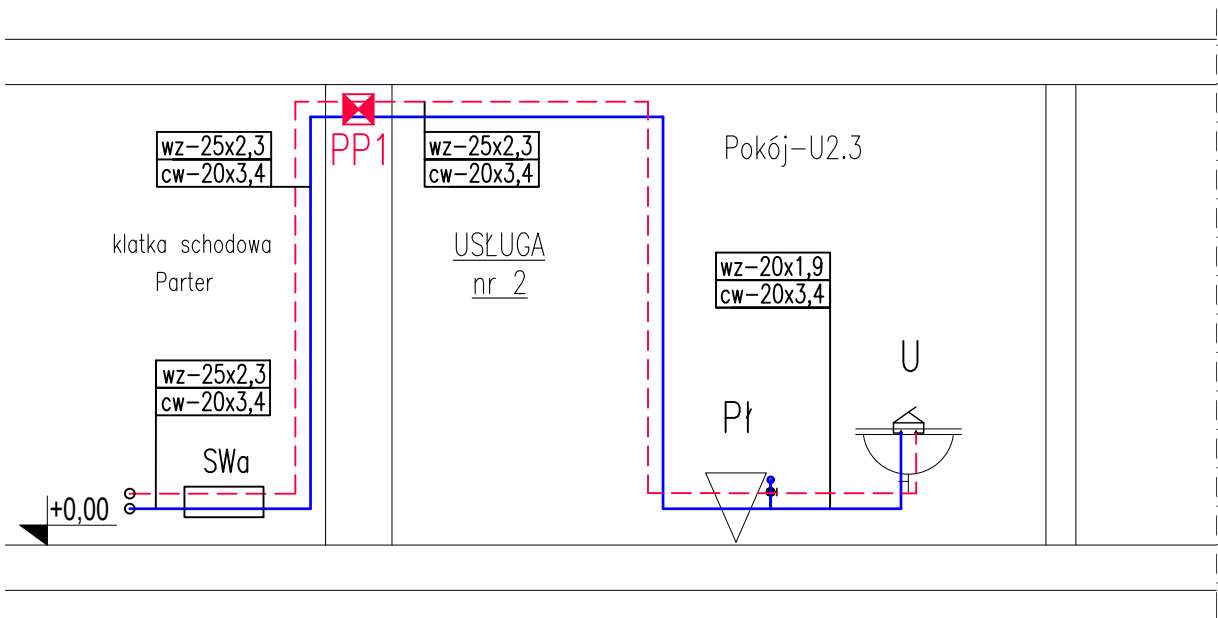 wz-25x2,3
cw-20x3,4
PP1
wz-25x2,3
cw-20x3,4
Pokój-U2.3
klatka schodowa
Parter
USŁUGA
nr 2
wz-20x1,9
cw-20x3,4
wz-25x2,3
cw-20x3,4
U
Pł
SWa
+0,00